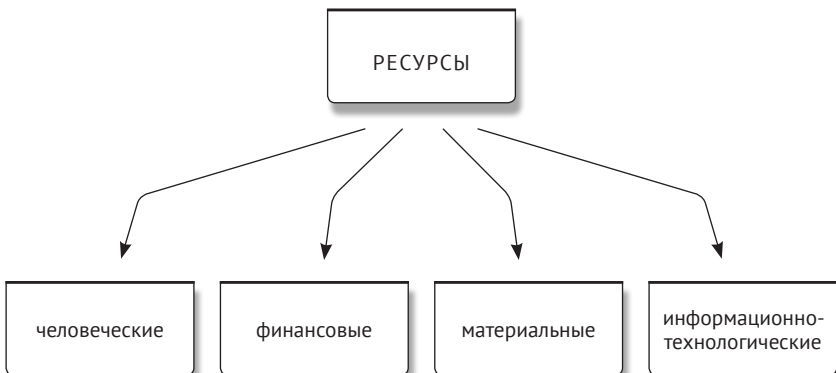 РЕСУРСЫ
человеческие
финансовые
материальные
информационно-
технологические